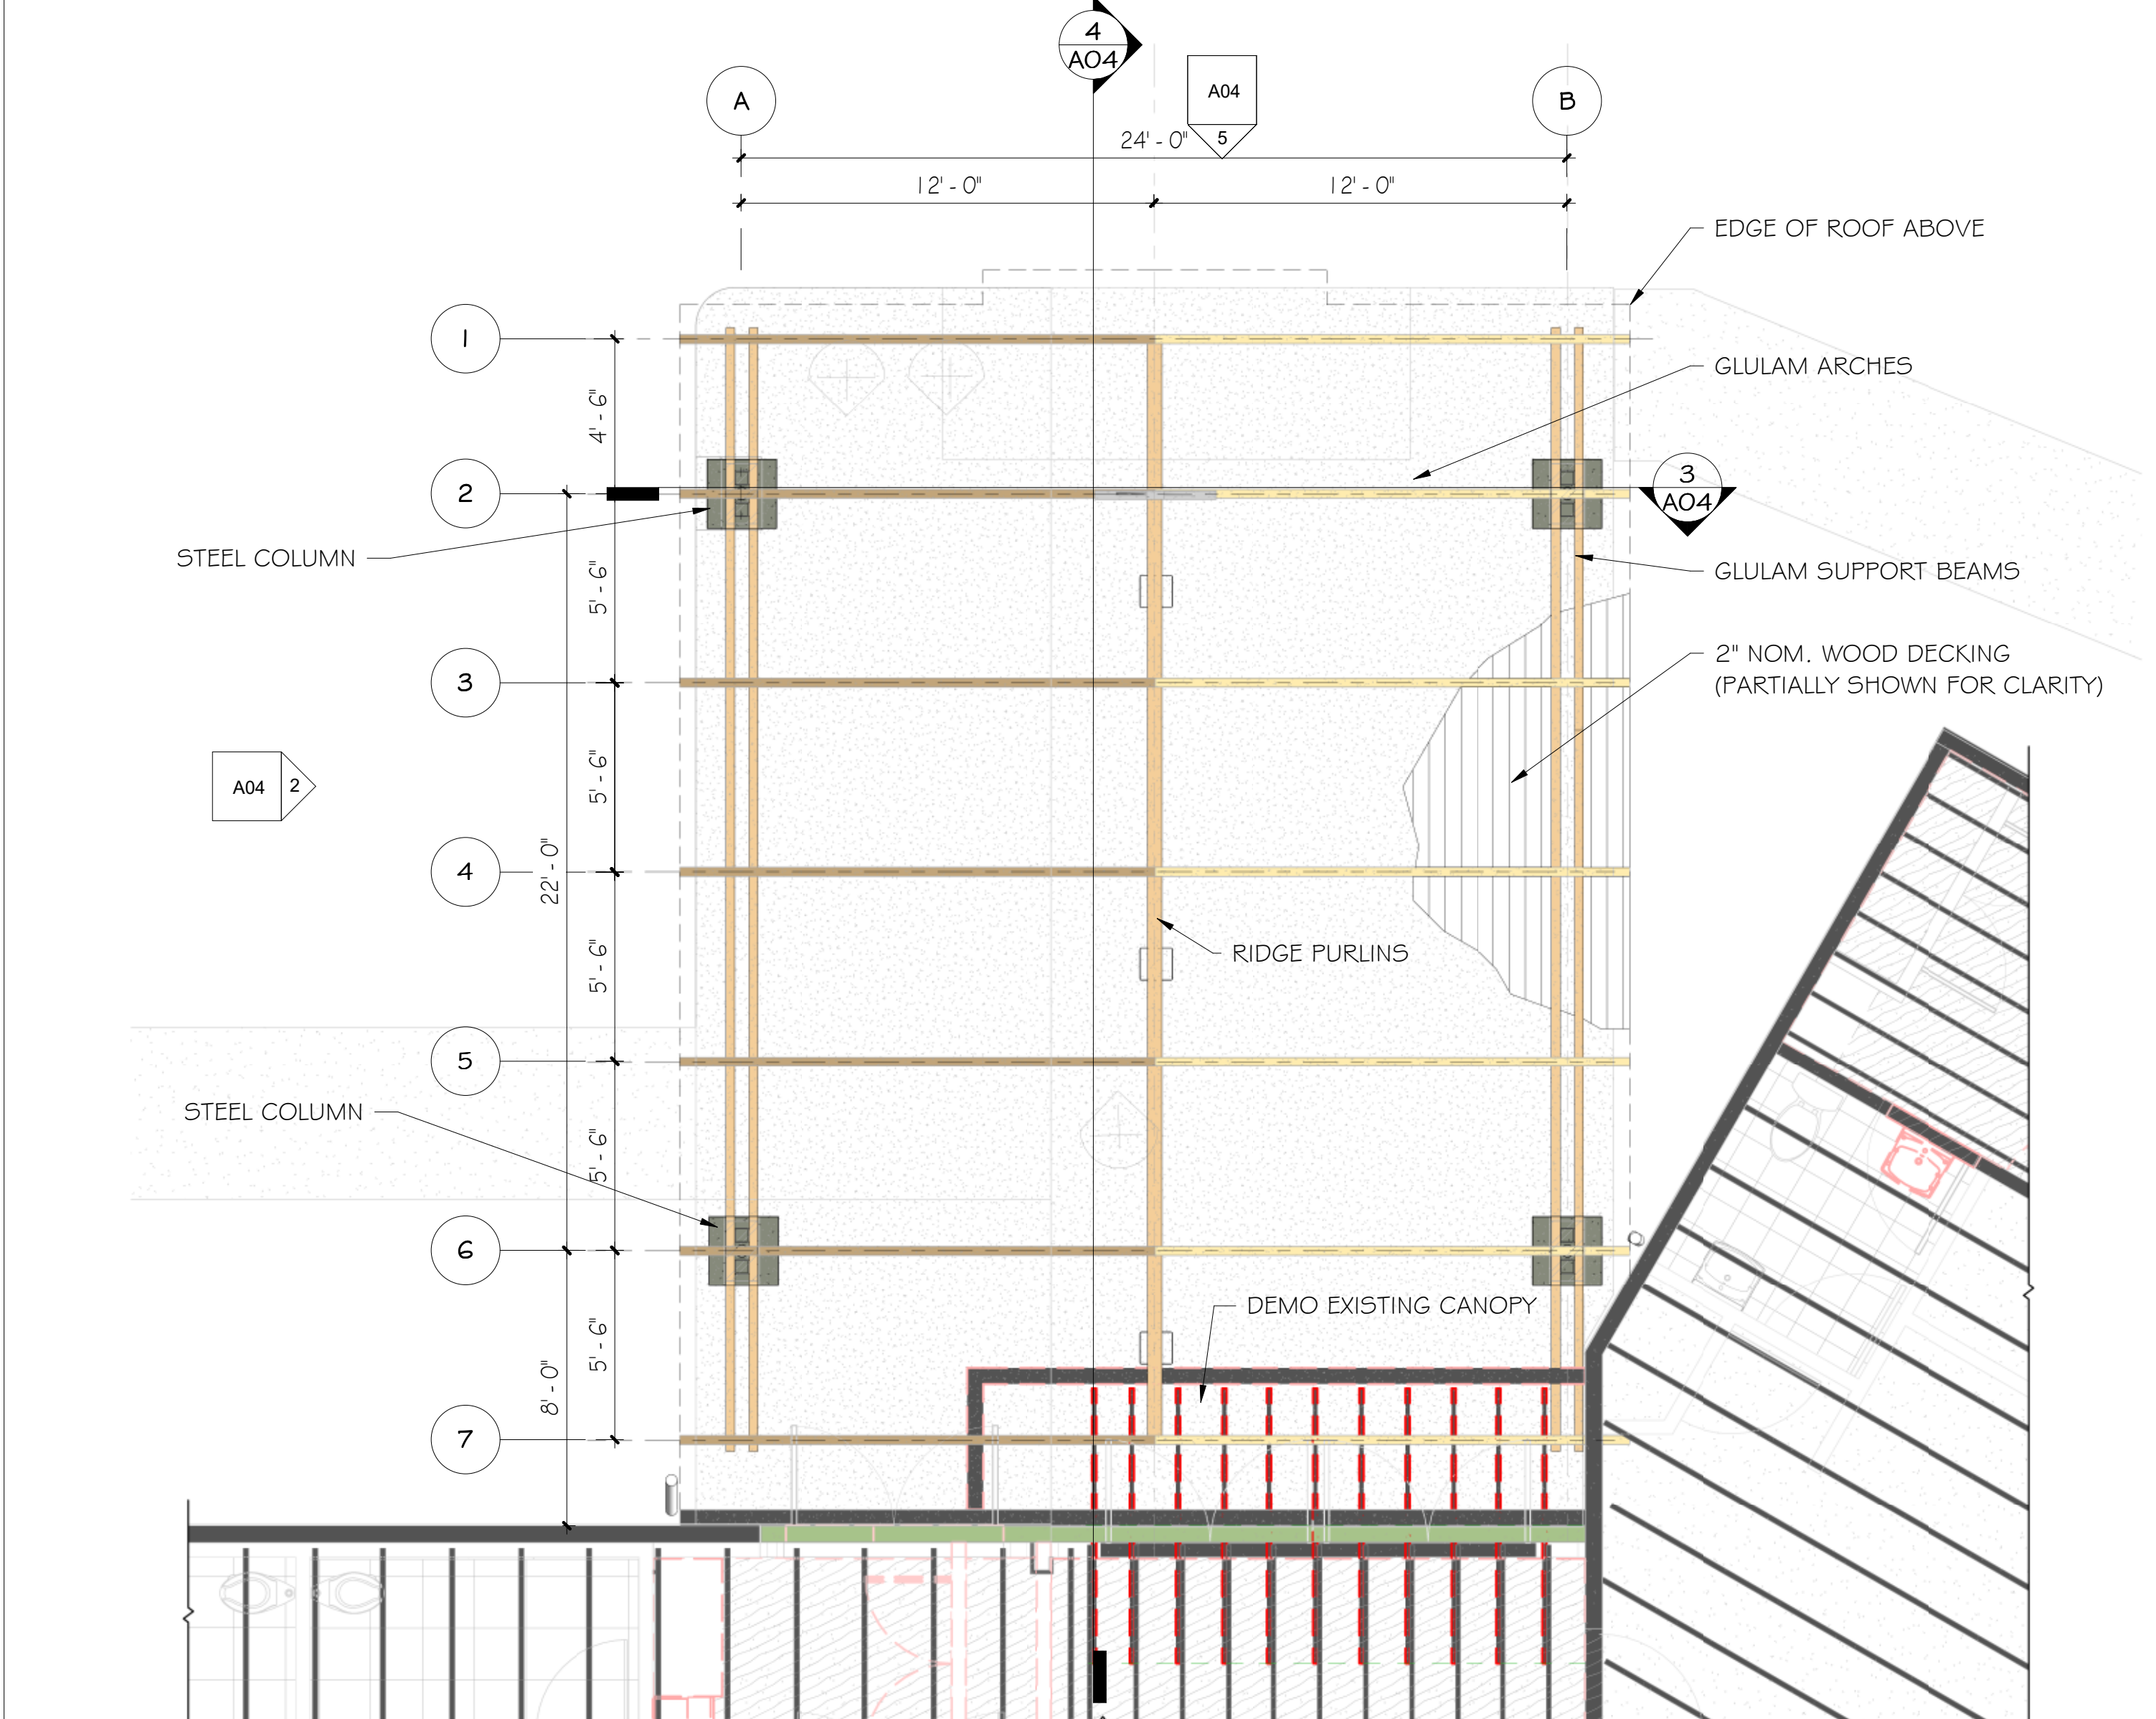 4
A04
A
A04
B
24' - 0"
5
12' - 0"
12' - 0"
EDGE OF ROOF ABOVE
1
GLULAM ARCHES
4' - 6"
2
3
A04
STEEL COLUMN
5' - 6"
GLULAM SUPPORT BEAMS
2" NOM. WOOD DECKING
(PARTIALLY SHOWN FOR CLARITY)
3
A04
2
5' - 6"
4
22' - 0"
5' - 6"
RIDGE PURLINS
5
STEEL COLUMN
5' - 6"
6
DEMO EXISTING CANOPY
5' - 6"
8' - 0"
7